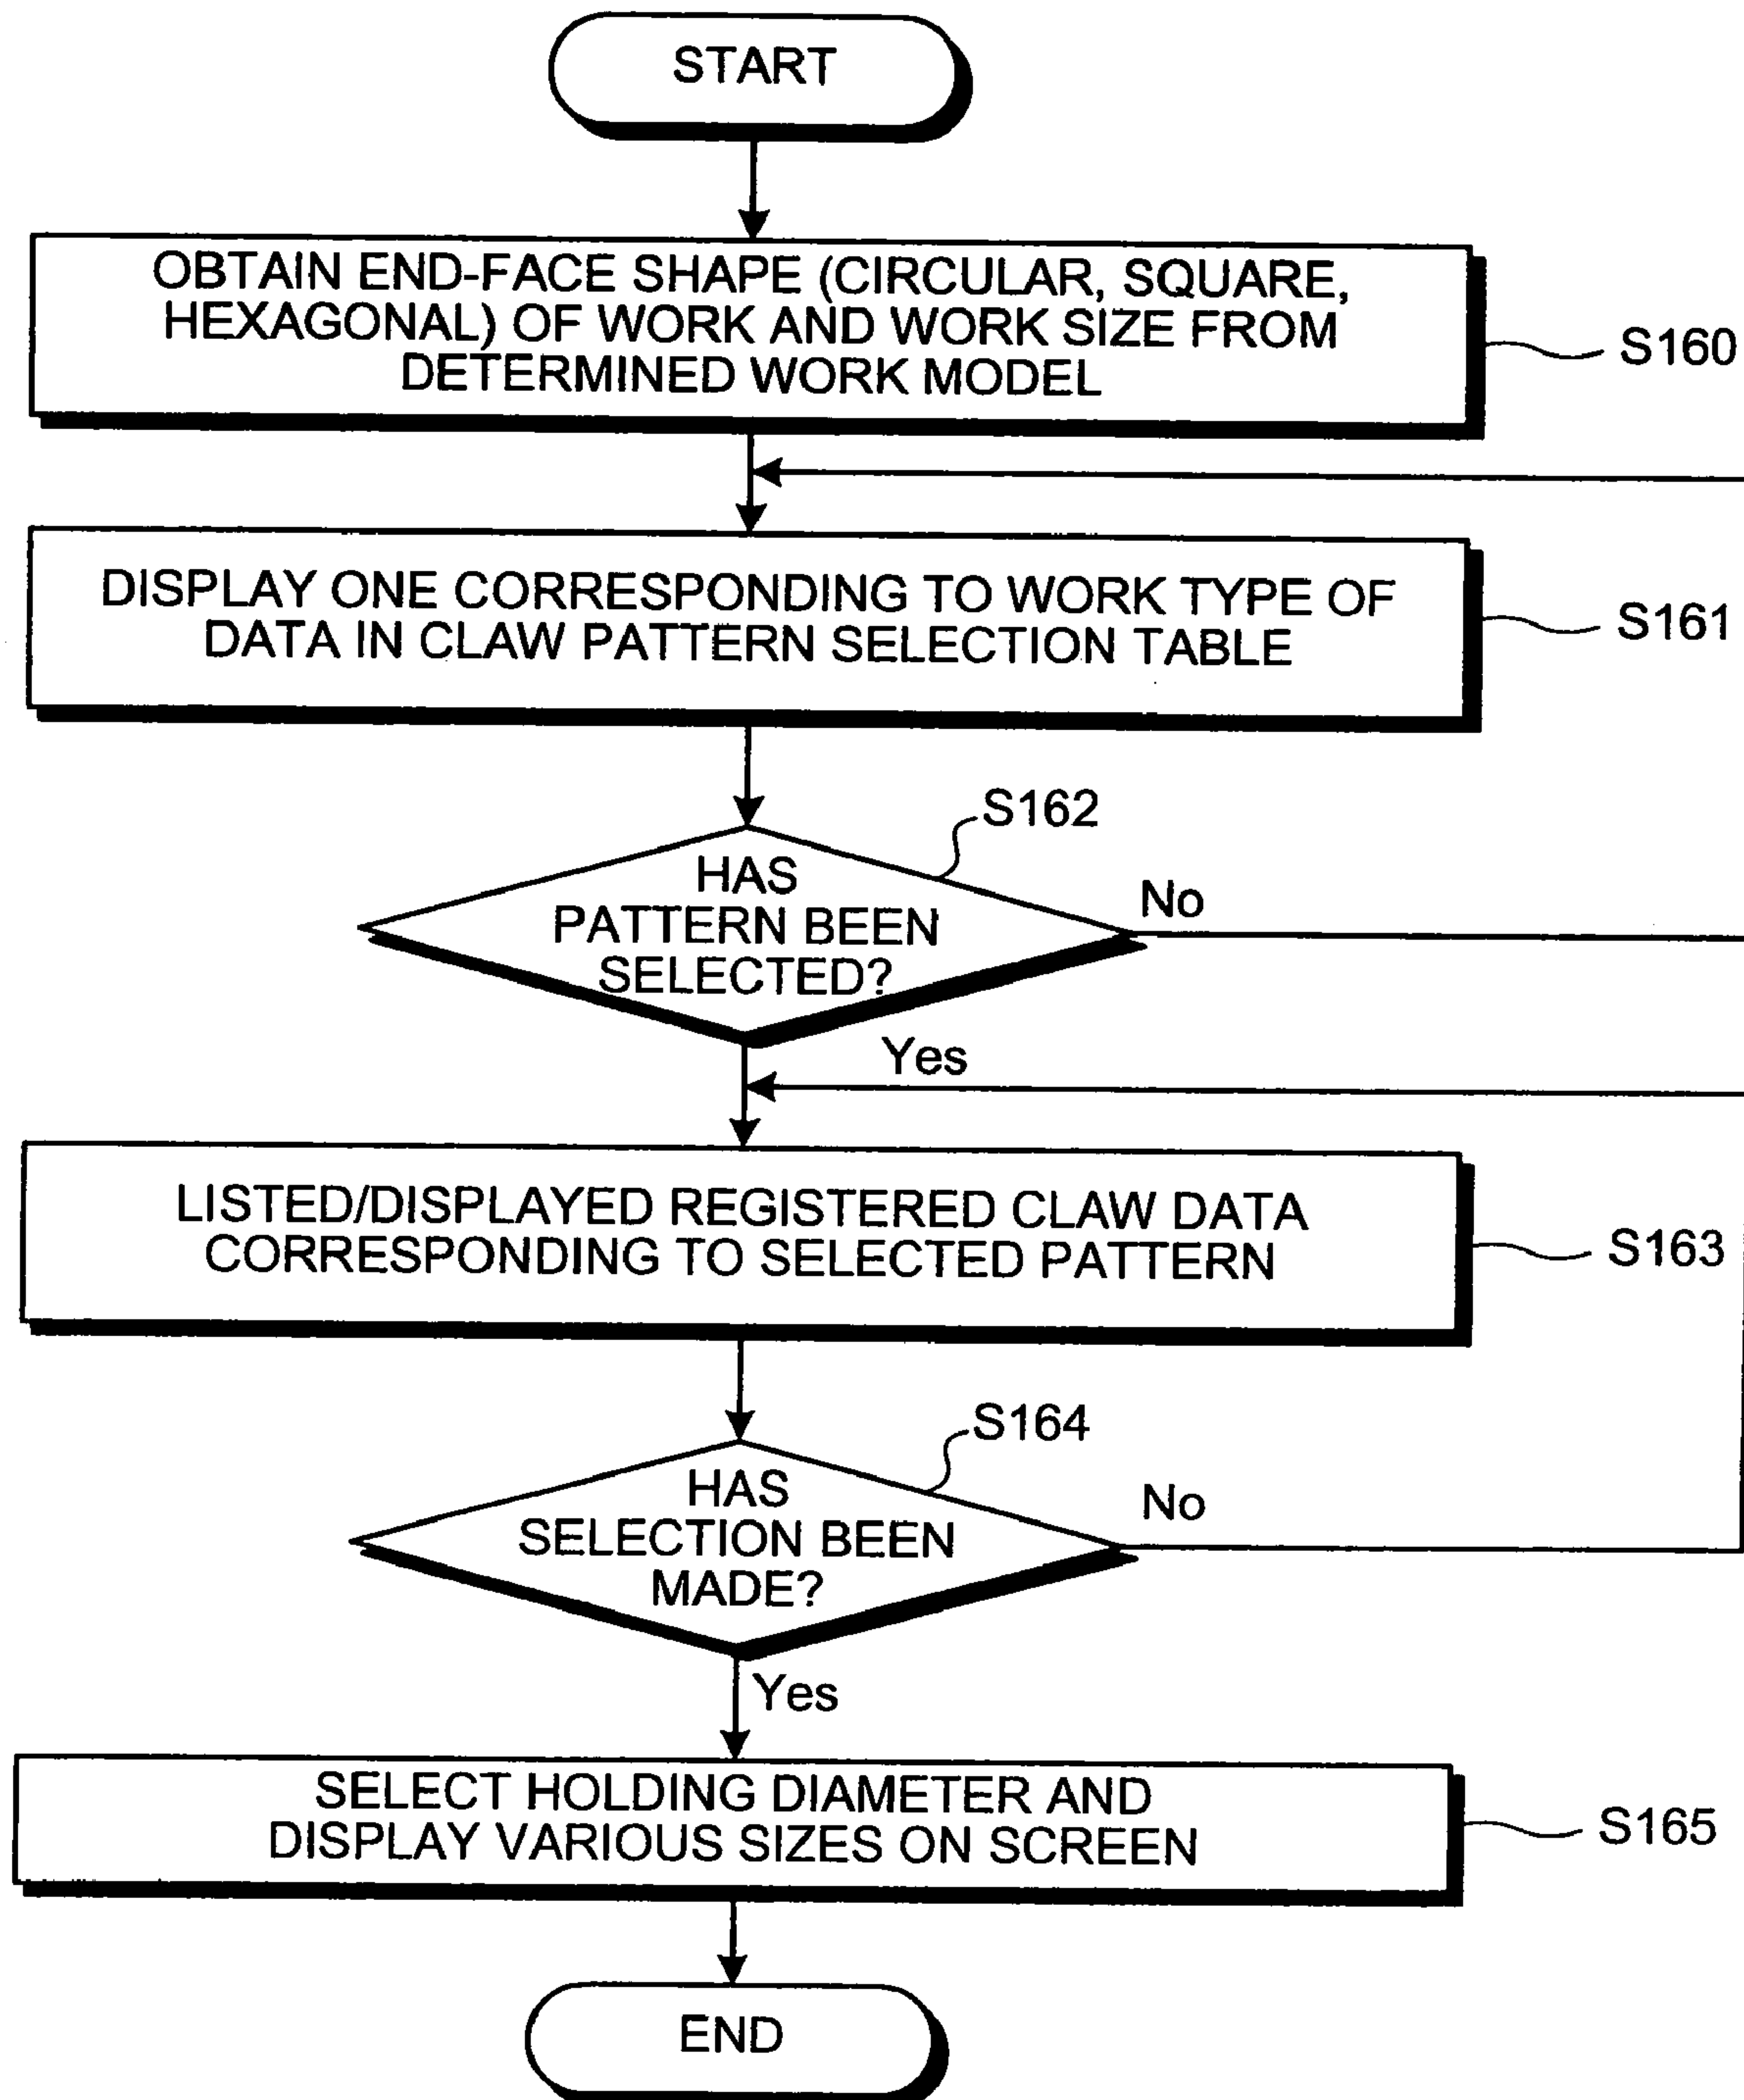 START
OBTAIN END-FACE SHAPE (CIRCULAR, SQUARE,
HEXAGONAL) OF WORK AND WORK SIZE FROM
DETERMINED WORK MODEL
S160
DISPLAY ONE CORRESPONDING TO WORK TYPE OF
DATA IN CLAW PATTERN SELECTION TABLE
S161
S162
HAS
PATTERN BEEN
SELECTED?
No
Yes
LISTED/DISPLAYED REGISTERED CLAW DATA
CORRESPONDING TO SELECTED PATTERN
S163
S164
HAS
SELECTION BEEN
MADE?
No
Yes
SELECT HOLDING DIAMETER AND
DISPLAY VARIOUS SIZES ON SCREEN
S165
END